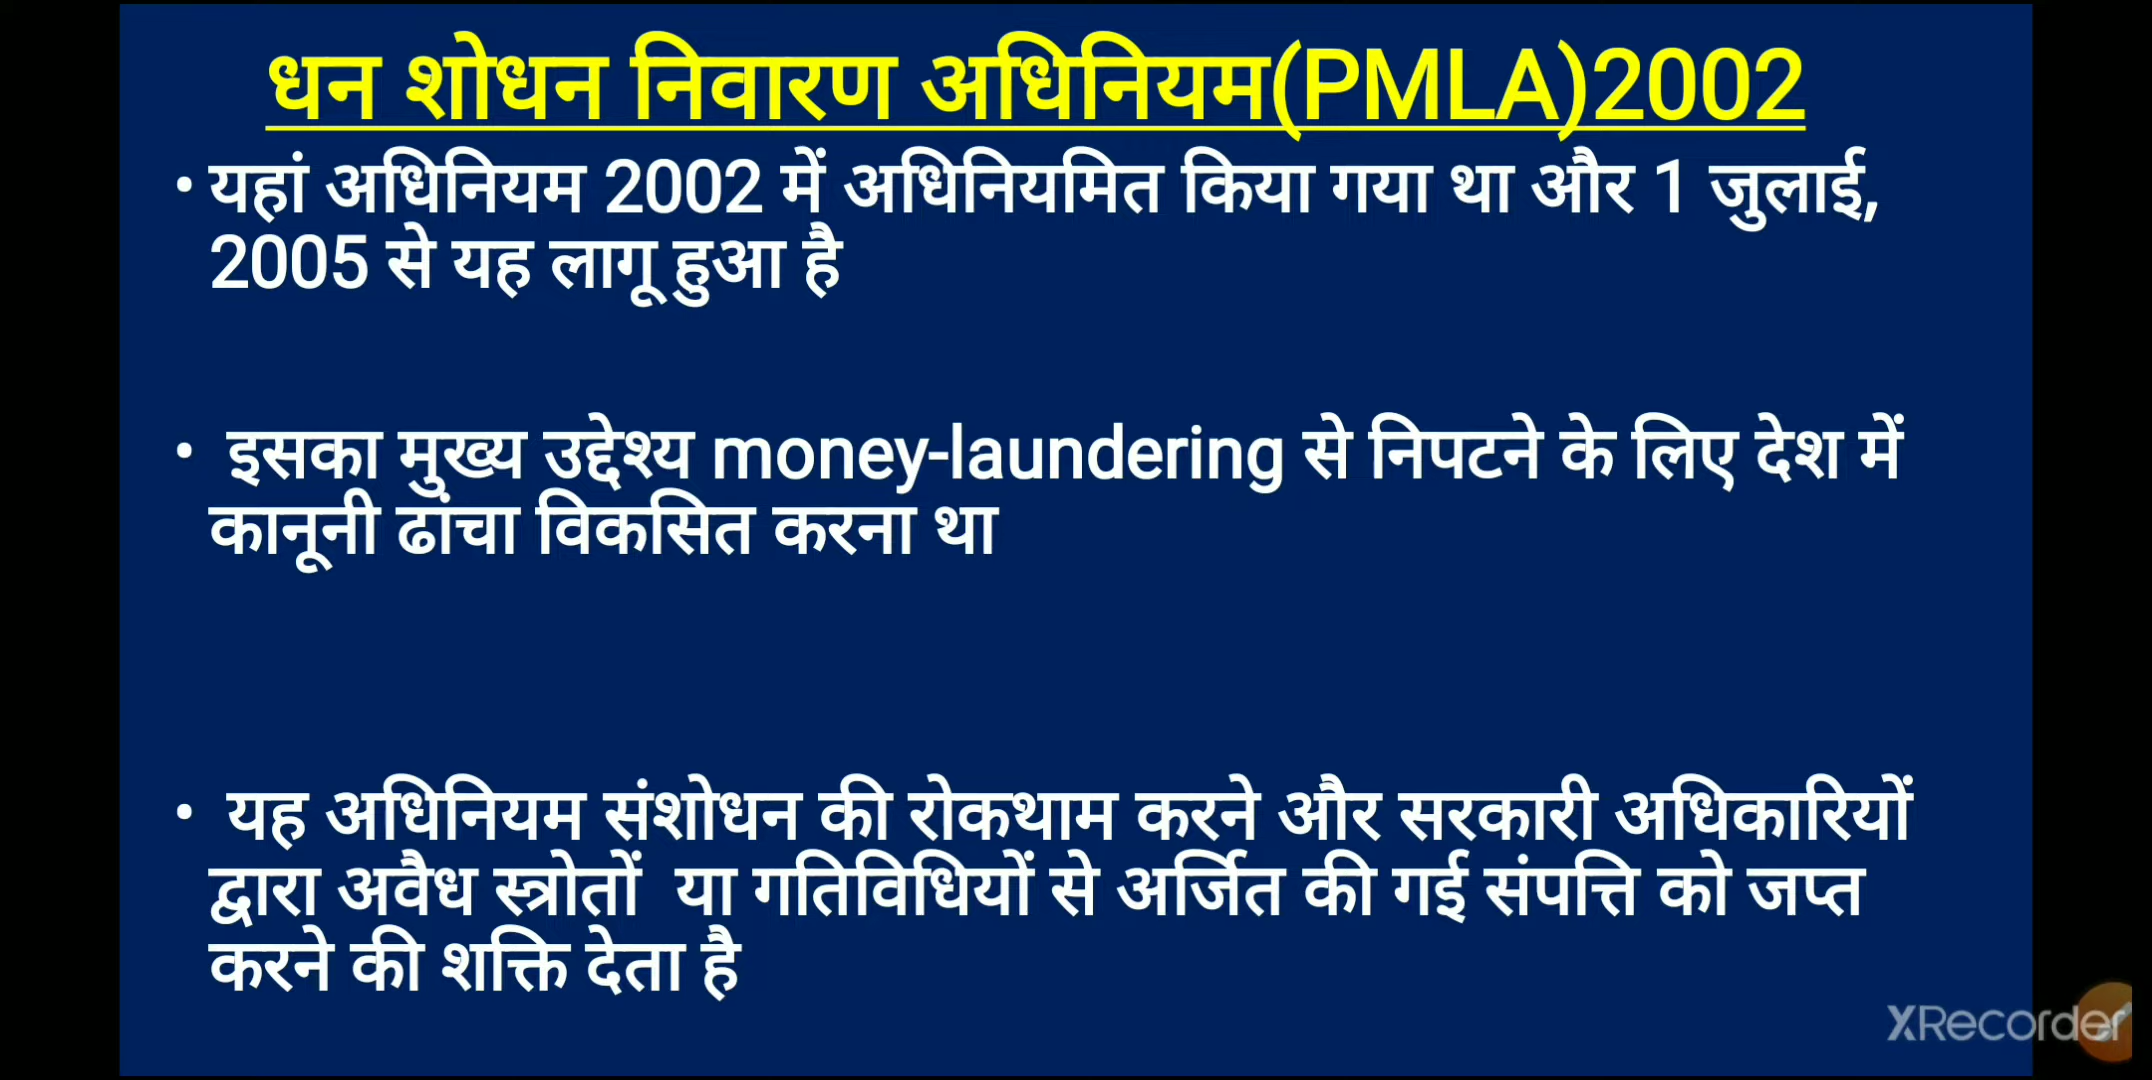 धन शोधन निवारण अधिनियम(PMLA)2002
• यहां अधिनियम 2002 में अधिनियमित किया गया था और 1 जुलाई,
2005 से यह लागू हुआ है
• इसका मुख्य उद्देश्य money-laundering से निपटने के लिए देश में
कानूनी ढांचा विकसित करना था
• यह अधिनियम संशोधन की रोकथाम करने और सरकारी अधिकारियों
द्वारा अवैध स्त्रोतों या गतिविधियों से अर्जित की गई संपत्ति को जप्त
करने की शक्ति देता है
XRecorder